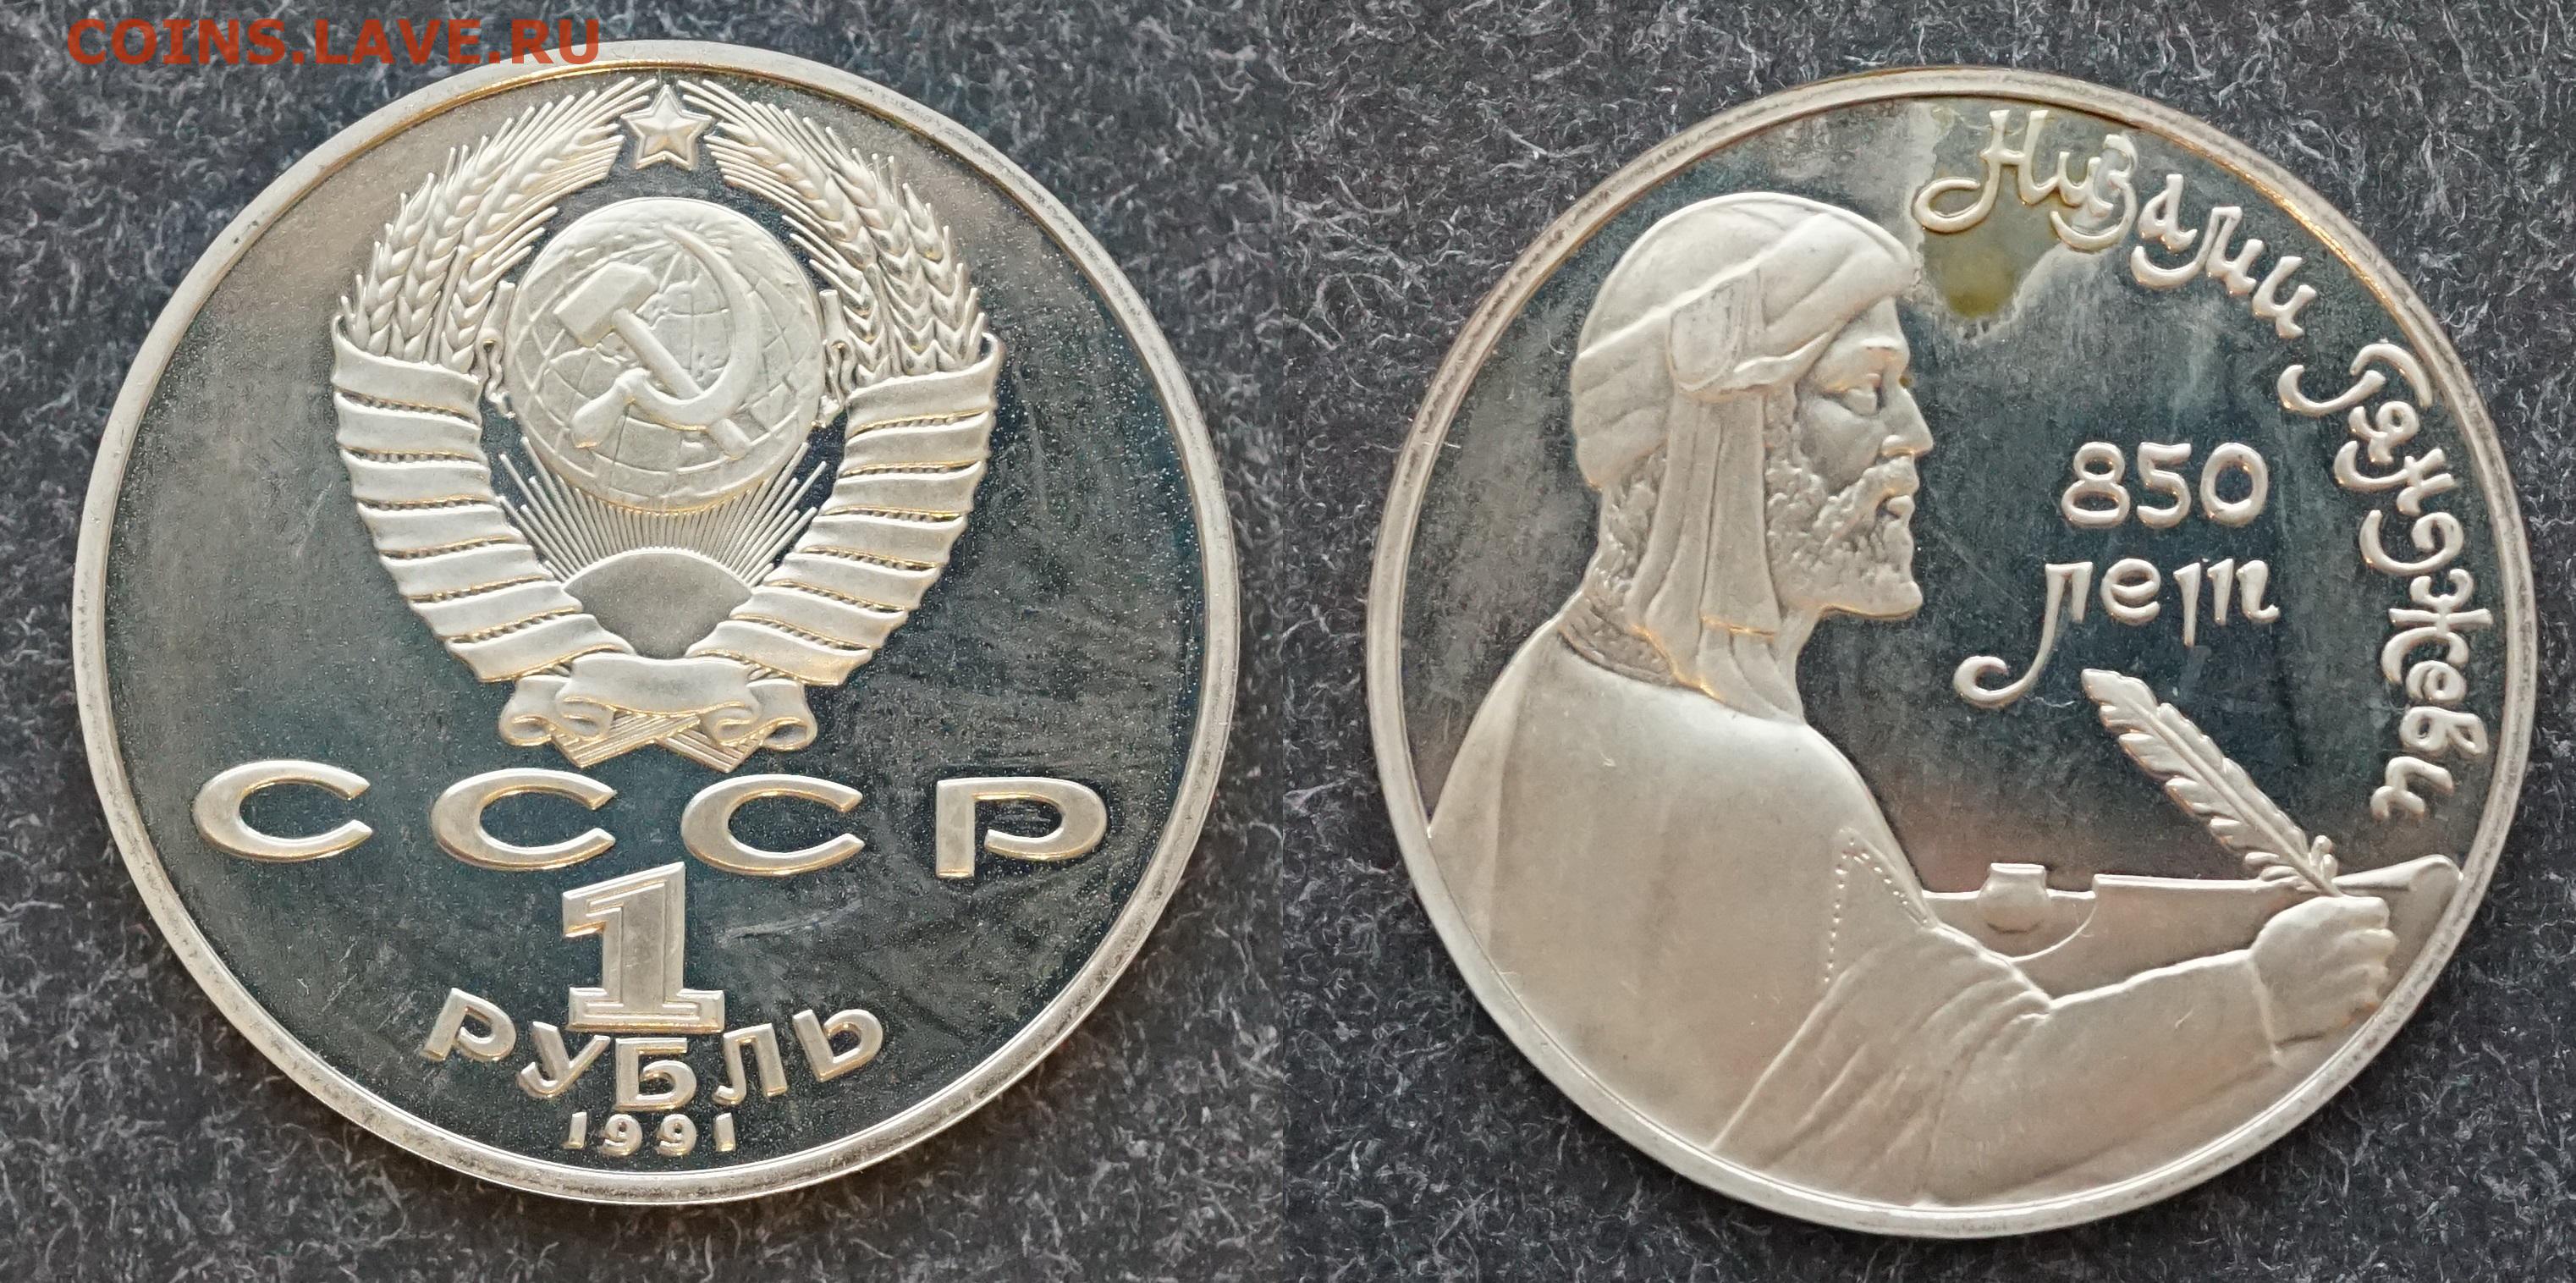 COINS.LAVE.RU
СССР
1
РУБЛЬ
1991
Низами Гянджеви
850
лет